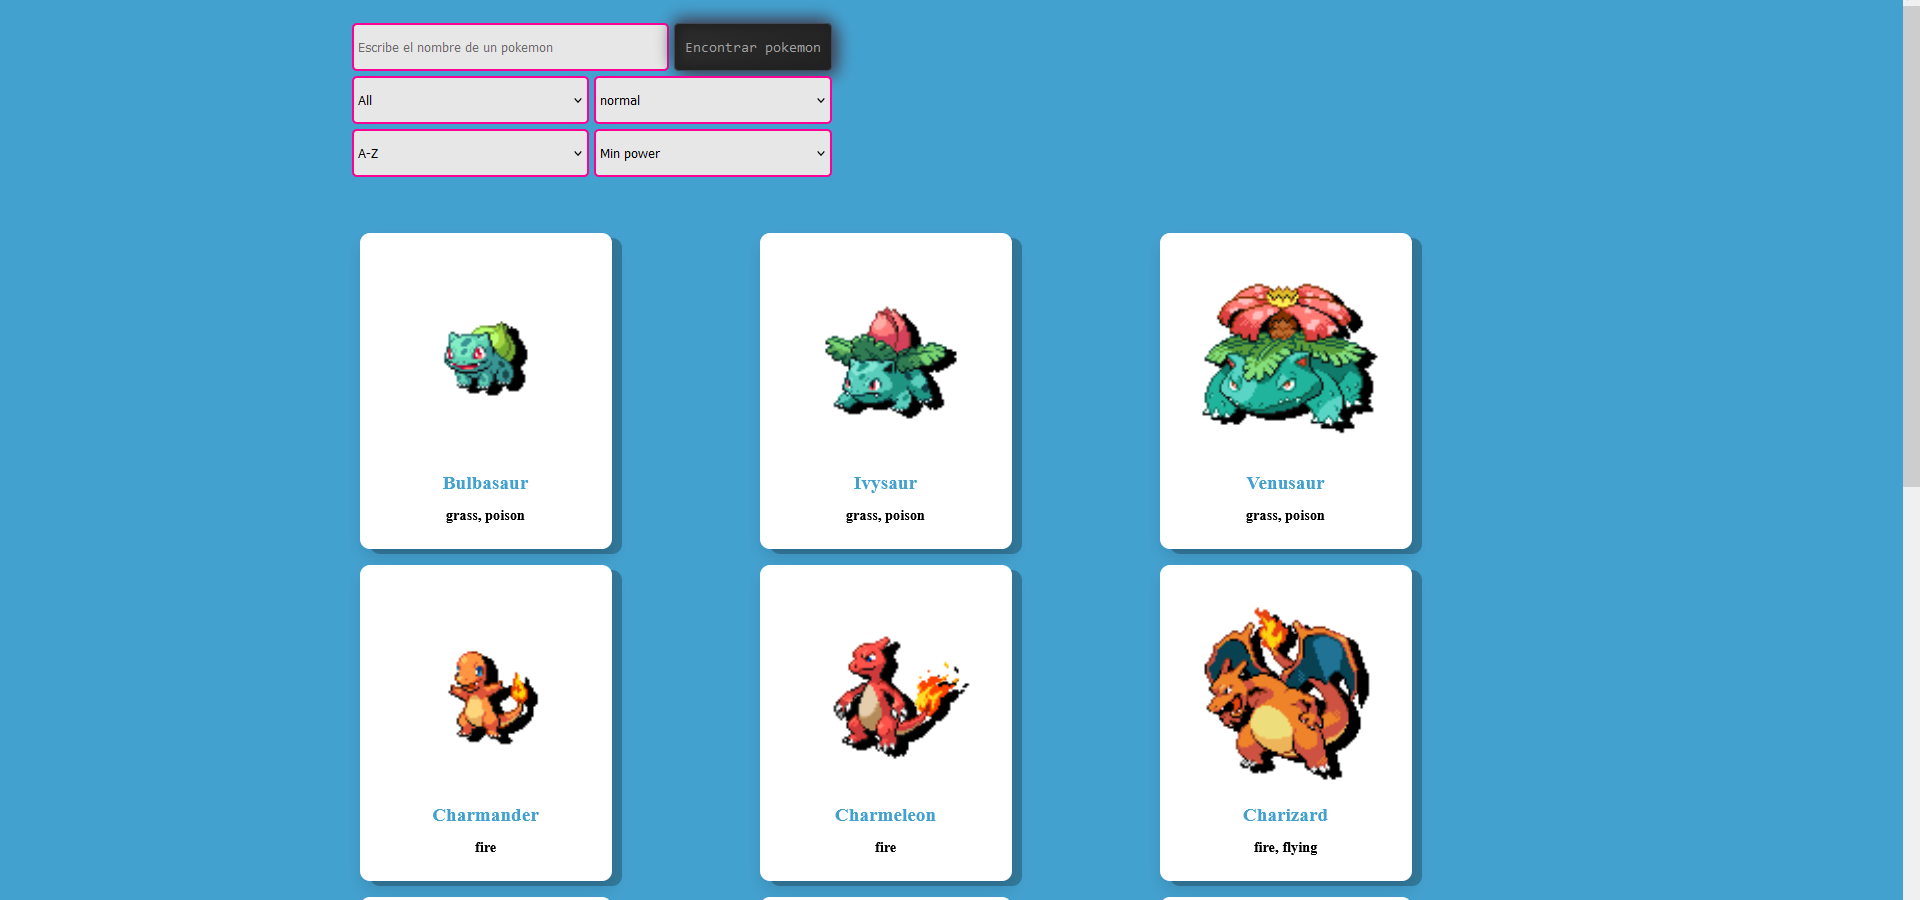 Escribe el nombre de un pokemon Encontrar pokemon
All normal
A-Z Min power
Bulbasaur Ivysaur Venusaur
grass, poison grass, poison grass, poison
Charmander Charmeleon Charizard
fire fire fire, flying